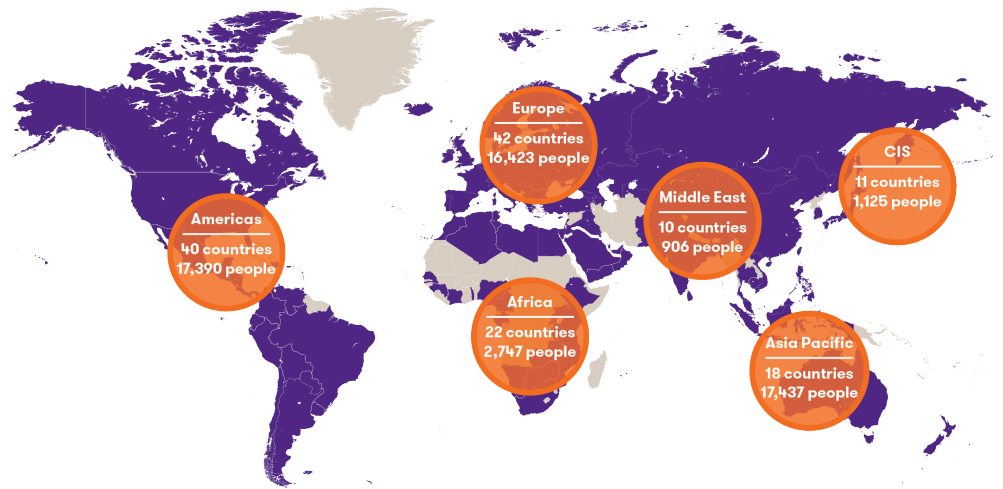 Europe
42 countries
16,423 people
CIS
11 countries
1,125 people
Middle East
10 countries
906 people
Americas
40 countries
17,390 people
Africa
22 countries
2,747 people
Asia Pacific
18 countries
17,437 people